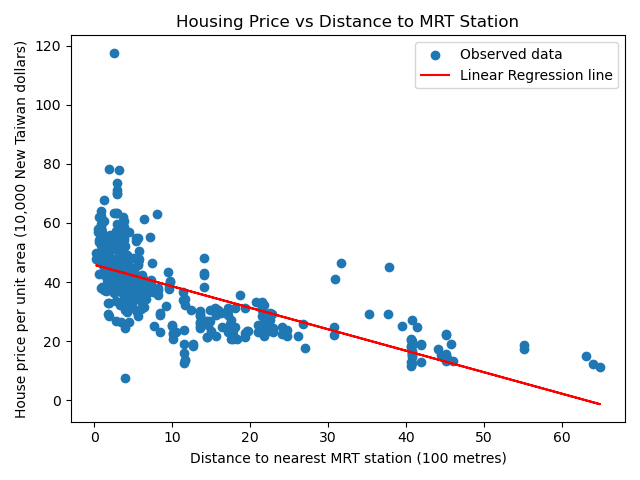 Housing Price vs Distance to MRT Station
Observed data
Linear Regression line
House price per unit area (10,000 New Taiwan dollars)
120
100
80
60
40
20
0
0 10 20 30 40 50 60
Distance to nearest MRT station (100 metres)